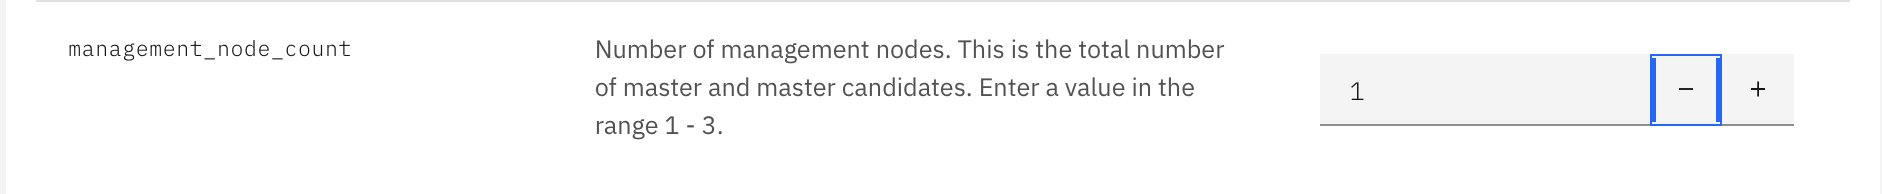 management_node_count
Number of management nodes. This is the total number
of master and master candidates. Enter a value in the
range 1 - 3.
1